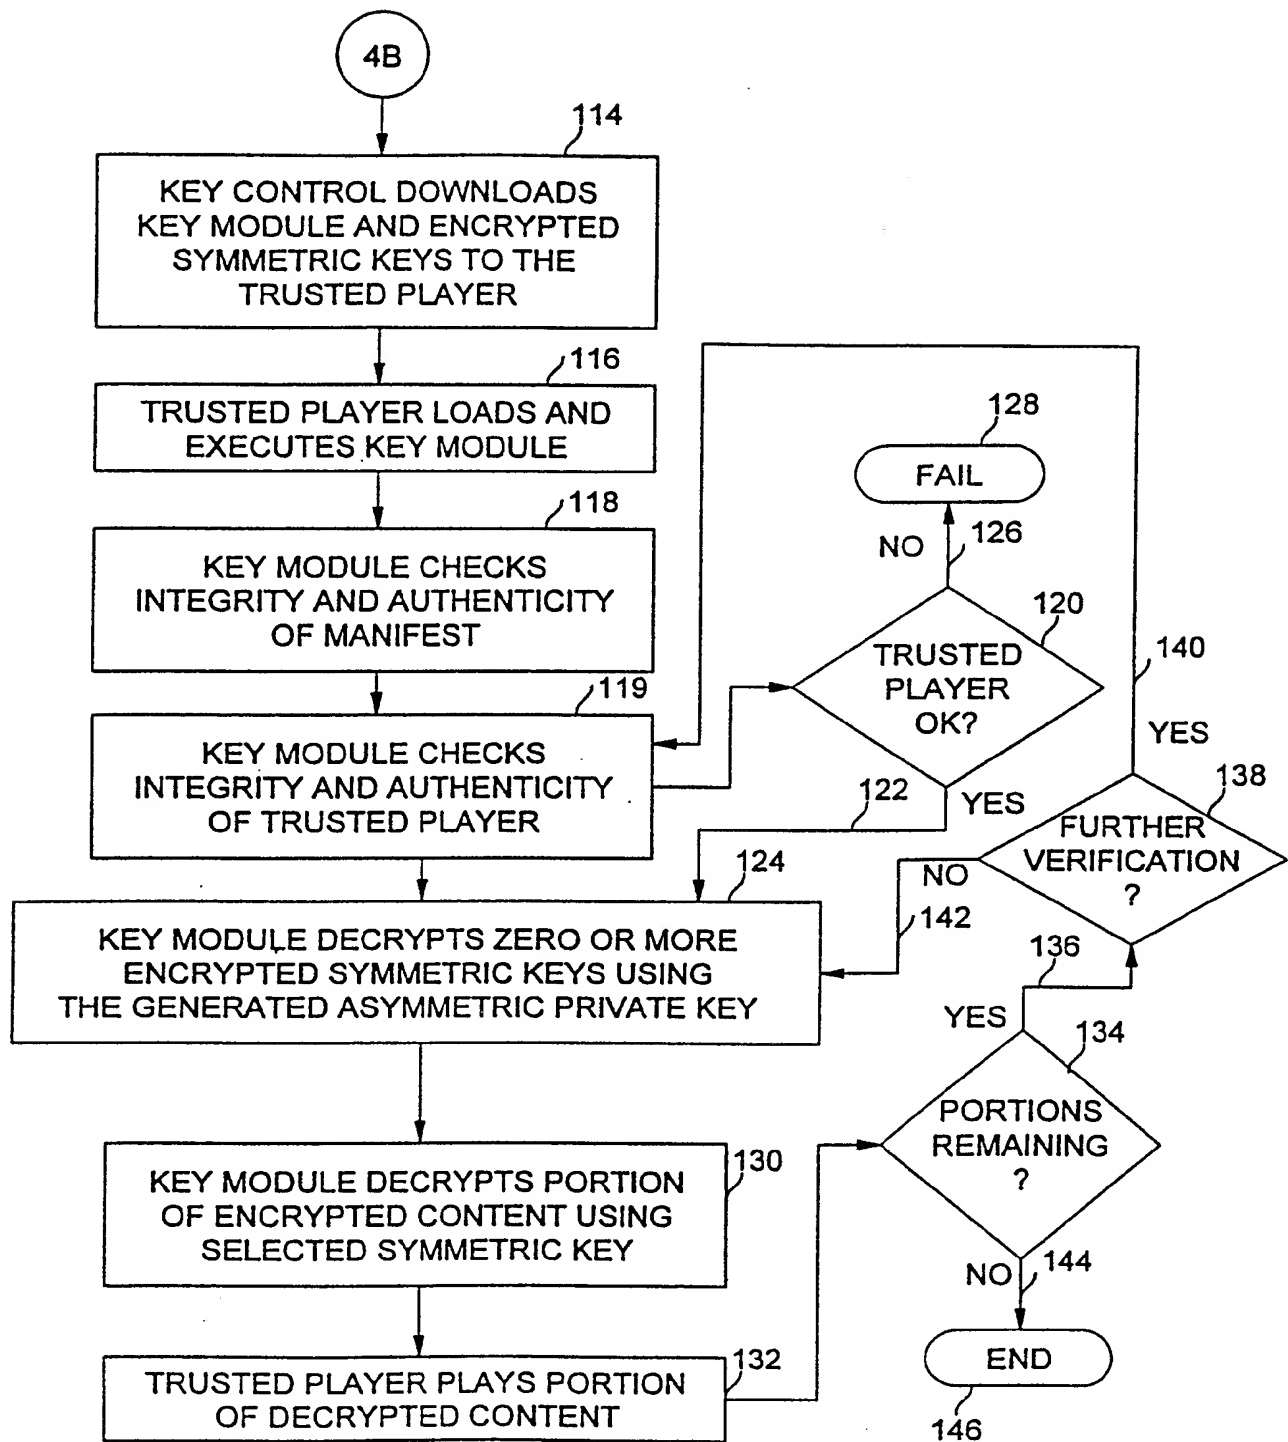 4B
114
KEY CONTROL DOWNLOADS
KEY MODULE AND ENCRYPTED
SYMMETRIC KEYS TO THE
TRUSTED PLAYER
116
TRUSTED PLAYER LOADS AND
EXECUTES KEY MODULE
118
KEY MODULE CHECKS
INTEGRITY AND AUTHENTICITY
OF MANIFEST
119
KEY MODULE CHECKS
INTEGRITY AND AUTHENTICITY
OF TRUSTED PLAYER
128
FAIL
NO
126
120
TRUSTED
PLAYER
OK?
122
YES
140
YES
138
FURTHER
VERIFICATION
?
NO
142
124
KEY MODULE DECRYPTS ZERO OR MORE
ENCRYPTED SYMMETRIC KEYS USING
THE GENERATED ASYMMETRIC PRIVATE KEY
136
YES
134
PORTIONS
REMAINING
?
130
KEY MODULE DECRYPTS PORTION
OF ENCRYPTED CONTENT USING
SELECTED SYMMETRIC KEY
132
TRUSTED PLAYER PLAYS PORTION
OF DECRYPTED CONTENT
NO
144
END
146